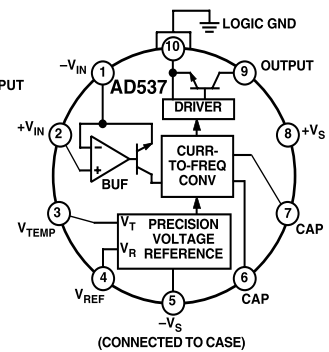 LOGIC GND
10
–VIN
1
AD537
9
OUTPUT
PUT
DRIVER
+VIN
2
8
+VS
CURR-
TO-FREQ
CONV
BUF
–
+
3
VTEMP
7
CAP
VT
PRECISION
VOLTAGE
REFERENCE
VR
4
VREF
5
6
CAP
–VS
(CONNECTED TO CASE)